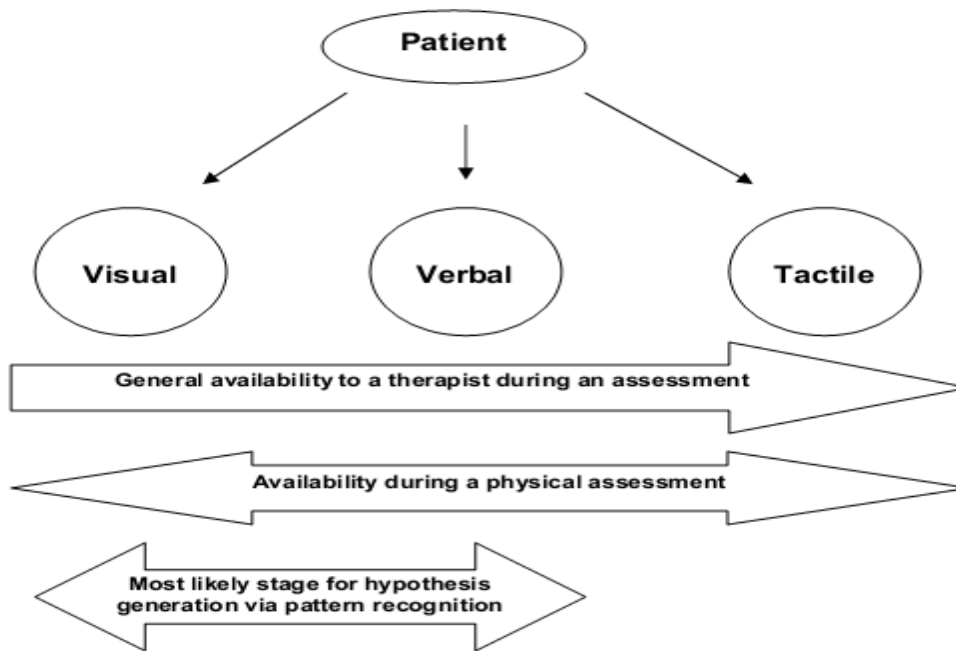 Patient
Visual
Verbal
Tactile
General availability to a therapist during an assessment
Availability during a physical assessment
Most likely stage for hypothesis
generation via pattern recognition